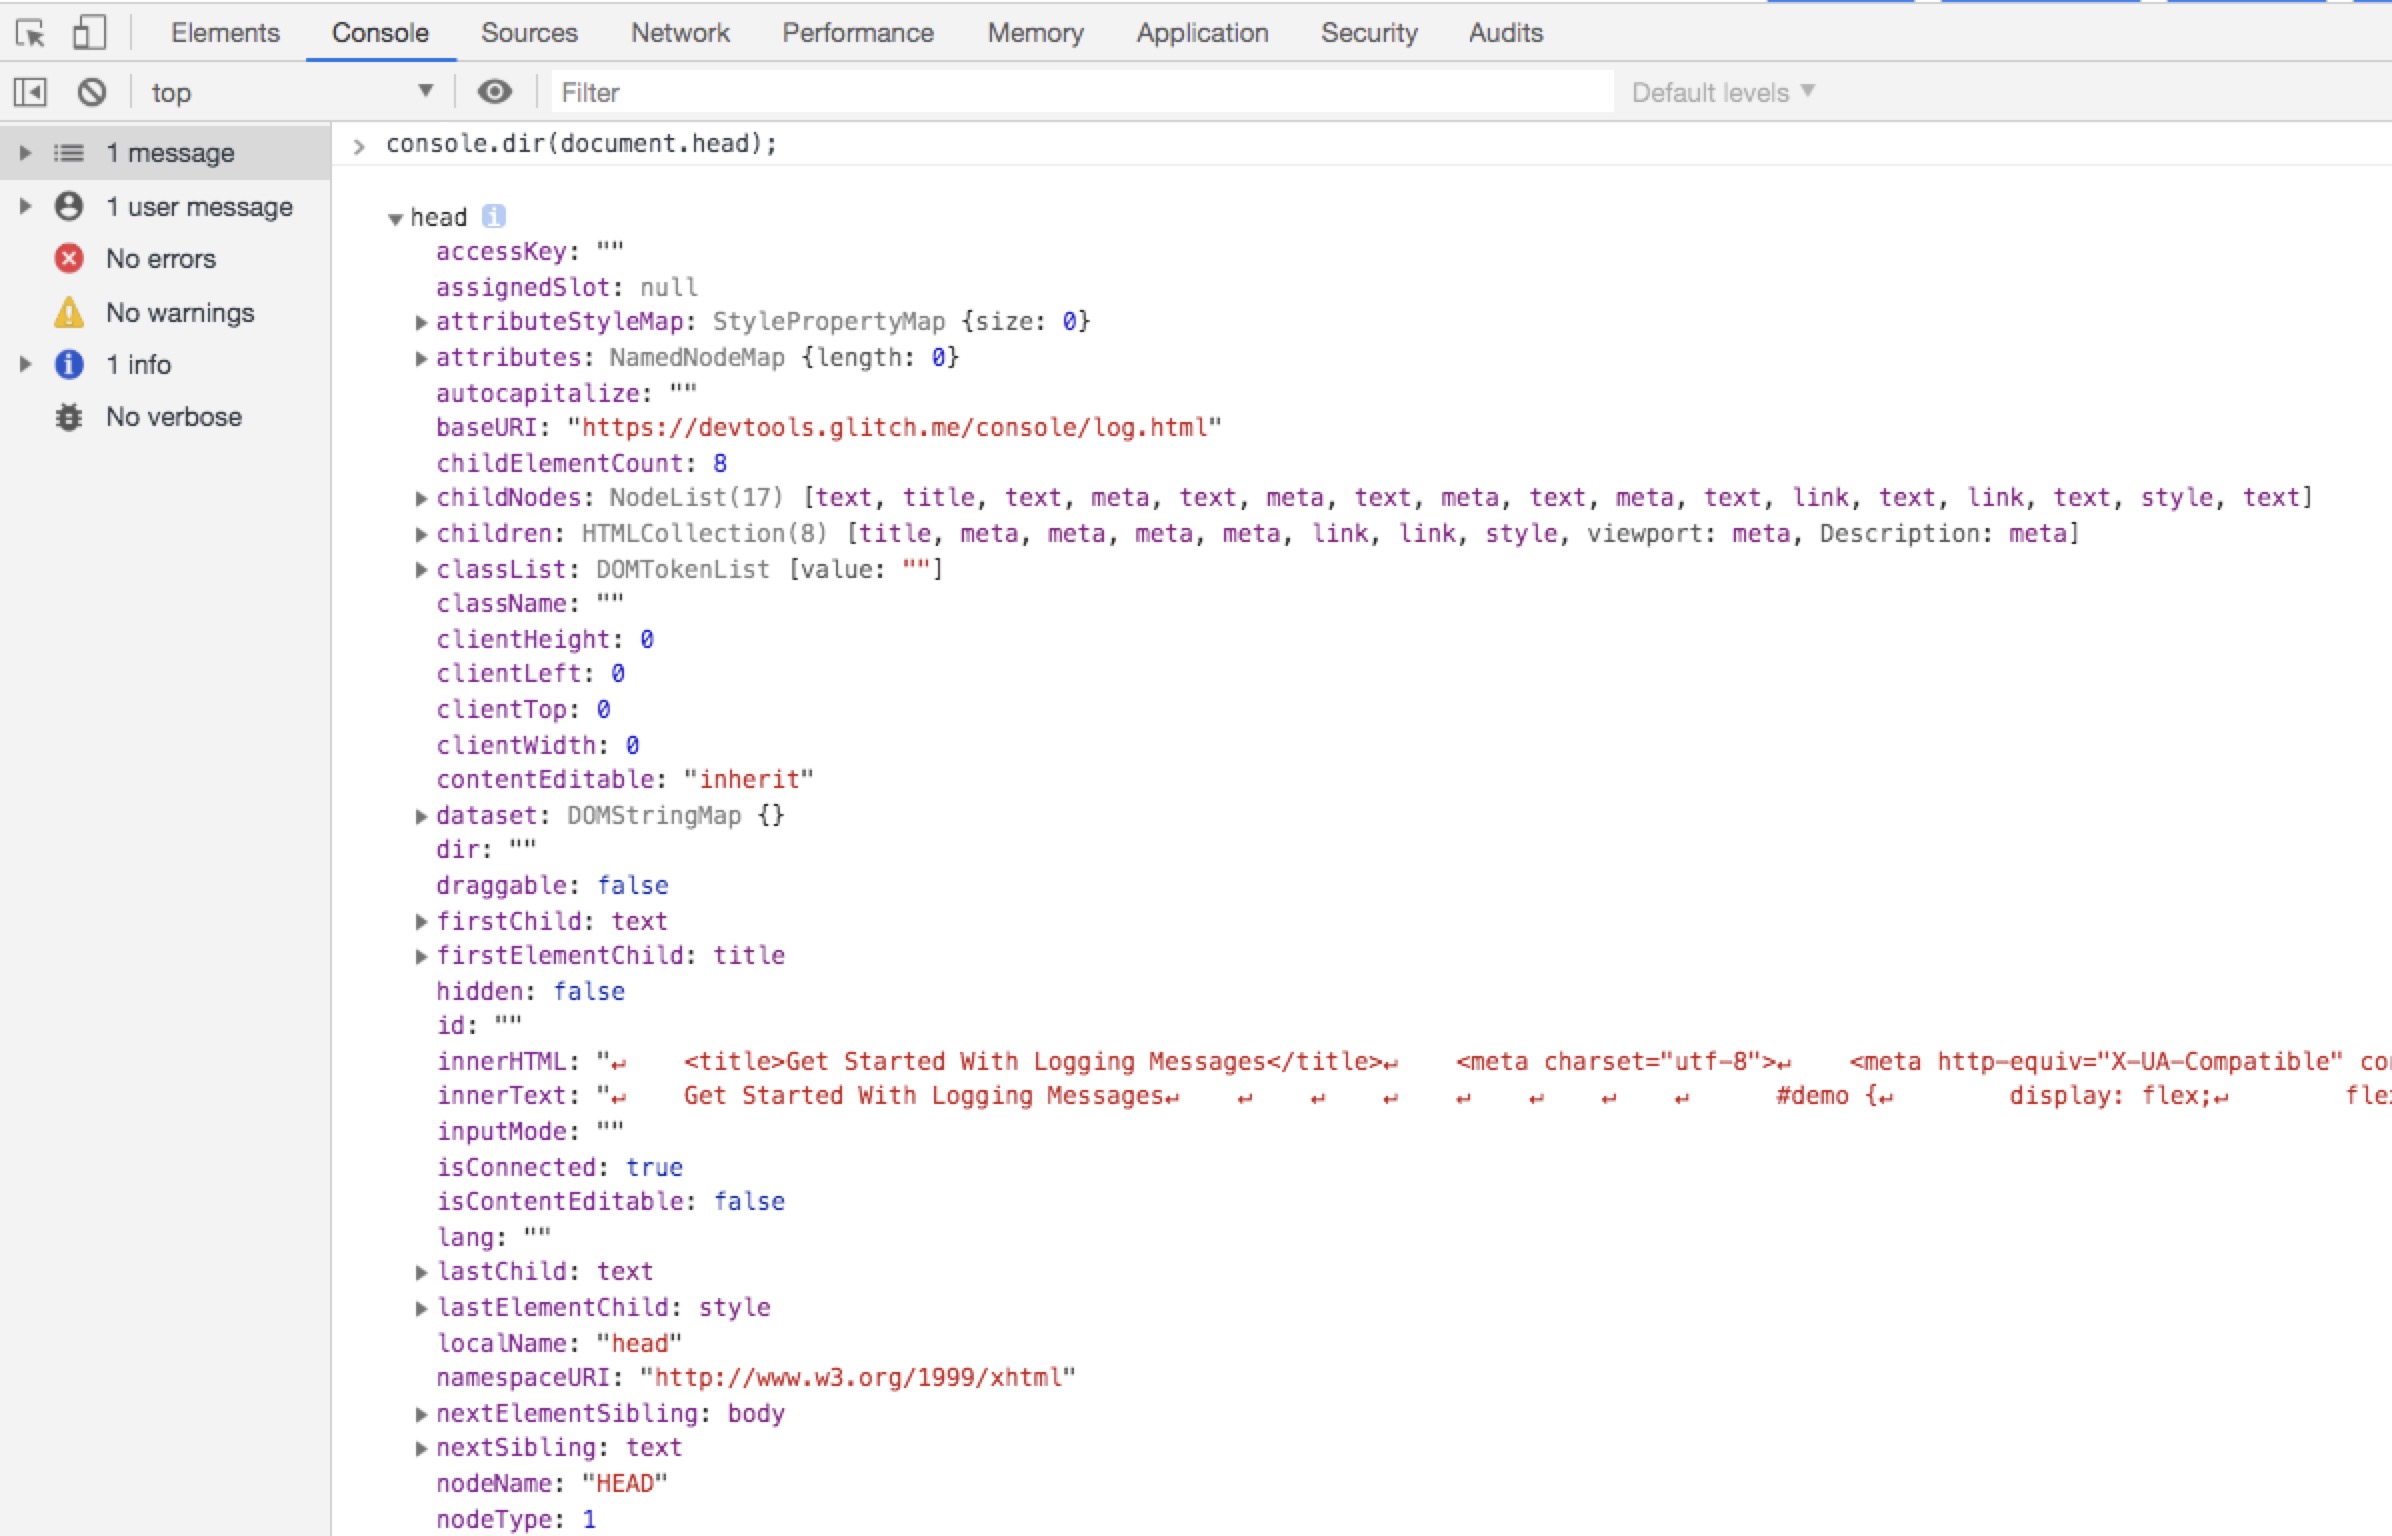 Elements Console Sources Network Performance Memory Application Security Audits
top Filter Default levels
1 message
1 user message
No errors
No warnings
1 info
No verbose
console.dir(document.head);
head
accessKey: ""
assignedSlot: null
attributeStyleMap: StylePropertyMap {size: 0}
attributes: NamedNodeMap {length: 0}
autocapitalize: ""
baseURI: "https://devtools.glitch.me/console/log.html"
childElementCount: 8
childNodes: NodeList(17) [text, title, text, meta, text, meta, text, meta, text, meta, text, link, text, link, text, style, text]
children: HTMLCollection(8) [title, meta, meta, meta, meta, link, link, style, viewport: meta, Description: meta]
classList: DOMTokenList [value: ""]
className: ""
clientHeight: 0
clientLeft: 0
clientTop: 0
clientWidth: 0
contentEditable: "inherit"
dataset: DOMStringMap {}
dir: ""
draggable: false
firstChild: text
firstElementChild: title
hidden: false
id: ""
innerHTML: "↵    <title>Get Started With Logging Messages</title>↵    <meta charset="utf-8">↵    <meta http-equiv="X-UA-Compatible" co
innerText: "↵    Get Started With Logging Messages↵    ↵    ↵    ↵    ↵    ↵    ↵    ↵      #demo {↵        display: flex;↵        fle
inputMode: ""
isConnected: true
isContentEditable: false
lang: ""
lastChild: text
lastElementChild: style
localName: "head"
namespaceURI: "http://www.w3.org/1999/xhtml"
nextElementSibling: body
nextSibling: text
nodeName: "HEAD"
nodeType: 1